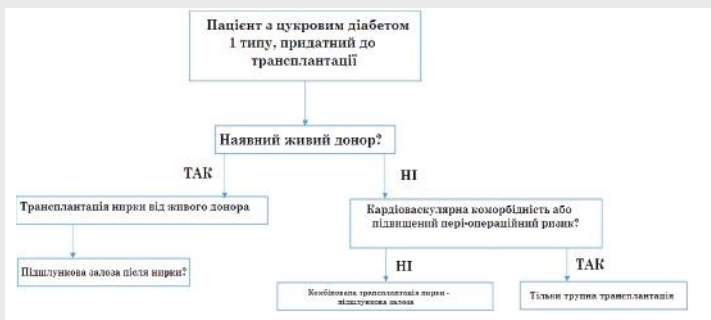 Пацієнт з цукровим діабетом
1 типу, придатний до
трансплантації
Наявний живий донор?
ТАК
НІ
Трансплантація нирки від живого донора
Кардіоваскулярна коморбідність або
підвищений пері-операційний ризик?
Підшлункова залоза після нирки?
НІ
ТАК
Комбінована трансплантація нирки -
підшлункова залоза
Тільки трупна трансплантація